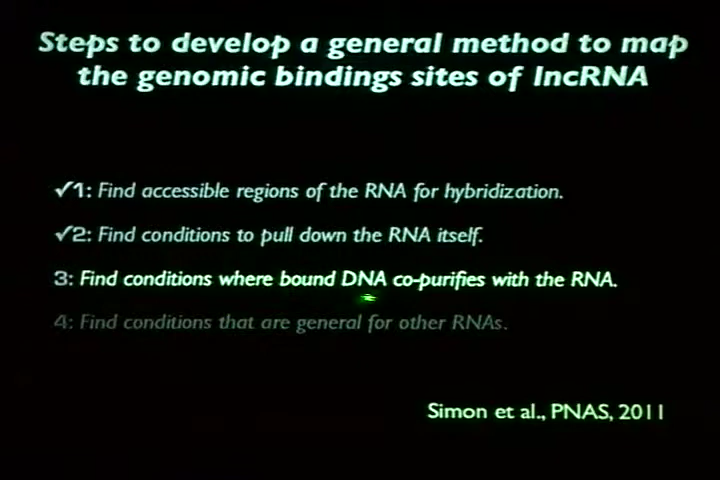 Steps to develop a general method to map
the genomic bindings sites of lncRNA
✓1: Find accessible regions of the RNA for hybridization.
✓2: Find conditions to pull down the RNA itself.
3: Find conditions where bound DNA co-purifies with the RNA.
4: Find conditions that are general for other RNAs.
Simon et al., PNAS, 2011